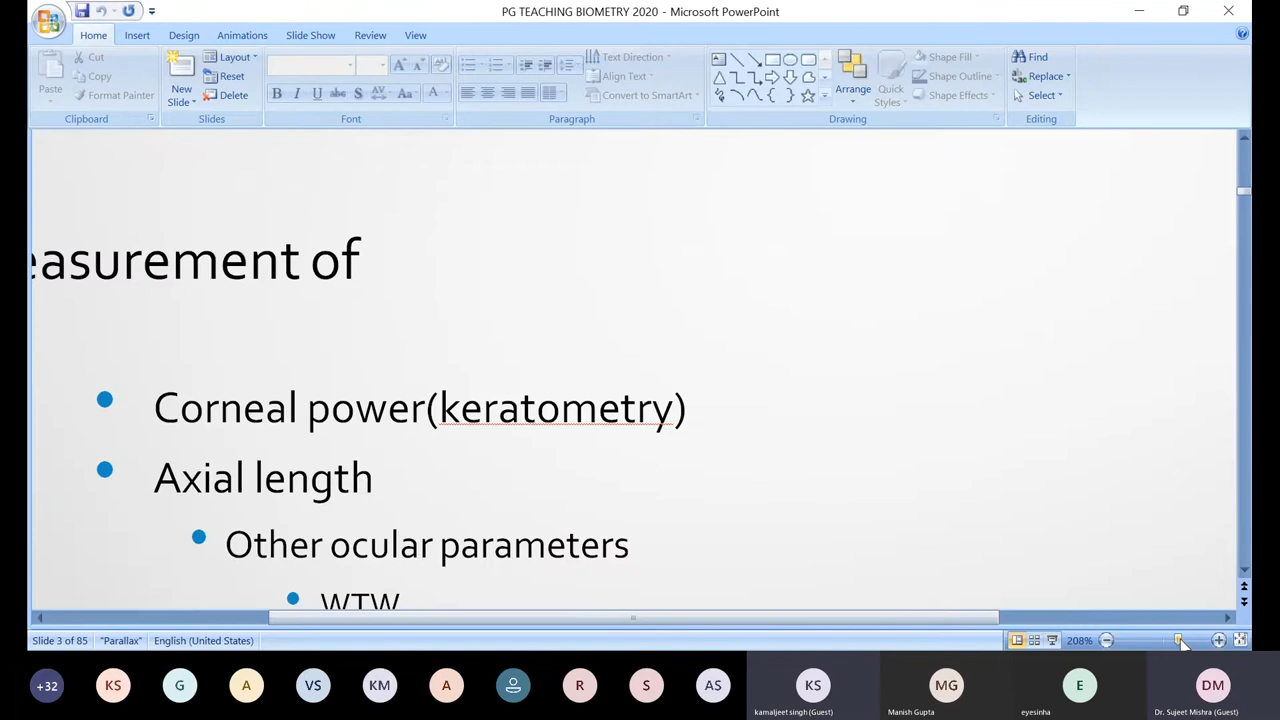 PG TEACHING BIOMETRY 2020 - Microsoft PowerPoint
Home Insert Design Animations Slide Show Review View
Paste
Cut
Copy
Format Painter
Clipboard
New
Slide
Layout
Reset
Delete
Slides
B I U abc S AV Aa A
Font
Text Direction
Align Text
Convert to SmartArt
Paragraph
Arrange
Quick
Styles
Shape Fill
Shape Outline
Shape Effects
Drawing
Find
Replace
Select
Editing
easurement of
Corneal power(keratometry)
Axial length
Other ocular parameters
WTW
Slide 3 of 85 "Parallax" English (United States) 208%
+32 KS G A VS KM A R S AS KS MG E DM
kamaljeet singh (Guest) Manish Gupta eyesinha Dr. Sujeet Mishra (Guest)